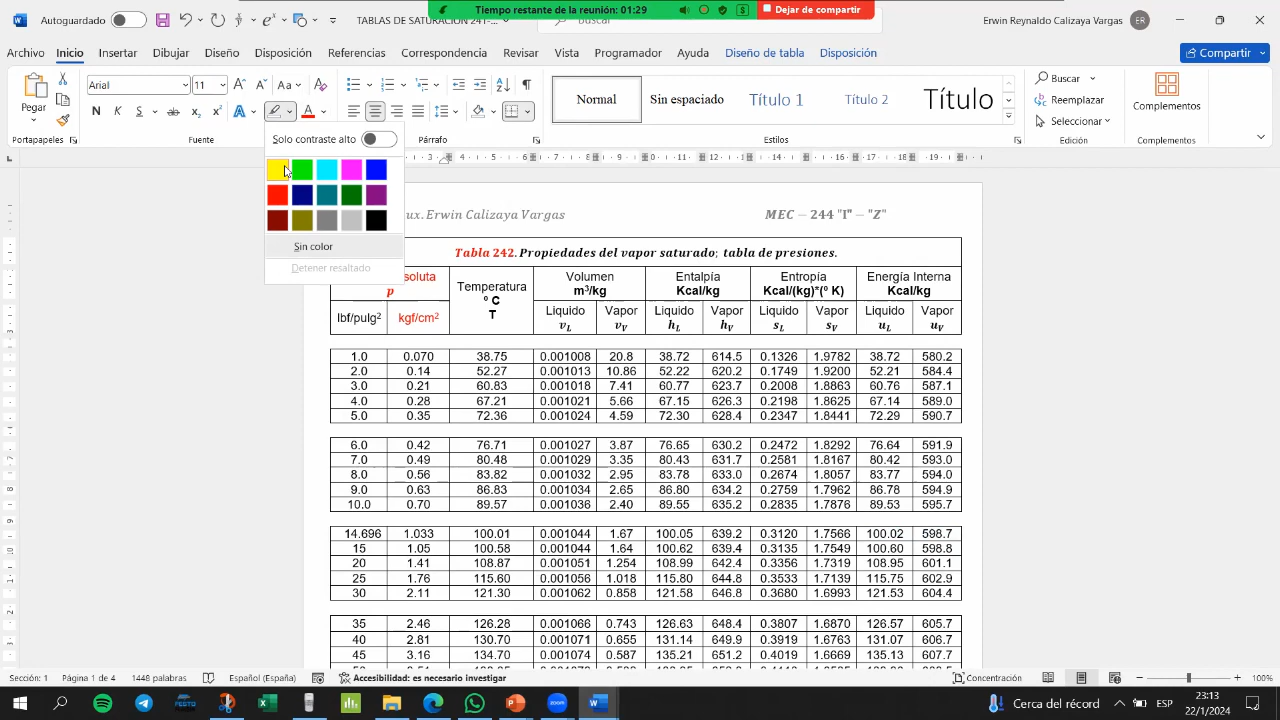 Tiempo restante de la reunión: 01:29
Dejar de compartir
Autoguardado
TABLAS DE SATURACIÓN 241-...
Buscar
Erwin Reynaldo Calizaya Vargas
ER
Archivo Inicio Insertar Dibujar Diseño Disposición Referencias Correspondencia Revisar Vista Programador Ayuda Diseño de tabla Disposición
Compartir
Pegar
Arial 11
Normal
Sin espaciado
Título 1
Título 2
Título
Buscar
Reemplazar
Seleccionar
Complementos
Portapapeles Fuente Párrafo Estilos Edición Complementos
Solo contraste alto
Sin color
Detener resaltado
ux. Erwin Calizaya Vargas MEC – 244 "I" – "Z"
Tabla 242. Propiedades del vapor saturado; tabla de presiones.
soluta
p
lbf/pulg² kgf/cm²
Temperatura
º C
T
Volumen
m³/kg
Entalpía
Kcal/kg
Entropía
Kcal/(kg)*(º K)
Energía Interna
Kcal/kg
Liquido Vapor Liquido Vapor Liquido Vapor Liquido Vapor
vL vV hL hV sL sV uL uV
1.0 0.070 38.75 0.001008 20.8 38.72 614.5 0.1326 1.9782 38.72 580.2
2.0 0.14 52.27 0.001013 10.86 52.22 620.2 0.1749 1.9200 52.21 584.4
3.0 0.21 60.83 0.001018 7.41 60.77 623.7 0.2008 1.8863 60.76 587.1
4.0 0.28 67.21 0.001021 5.66 67.15 626.3 0.2198 1.8625 67.14 589.0
5.0 0.35 72.36 0.001024 4.59 72.30 628.4 0.2347 1.8441 72.29 590.7
6.0 0.42 76.71 0.001027 3.87 76.65 630.2 0.2472 1.8292 76.64 591.9
7.0 0.49 80.48 0.001029 3.35 80.43 631.7 0.2581 1.8167 80.42 593.0
8.0 0.56 83.82 0.001032 2.95 83.78 633.0 0.2674 1.8057 83.77 594.0
9.0 0.63 86.83 0.001034 2.65 86.80 634.2 0.2759 1.7962 86.78 594.9
10.0 0.70 89.57 0.001036 2.40 89.55 635.2 0.2835 1.7876 89.53 595.7
14.696 1.033 100.01 0.001044 1.67 100.05 639.2 0.3120 1.7566 100.02 598.7
15 1.05 100.58 0.001044 1.64 100.62 639.4 0.3135 1.7549 100.60 598.8
20 1.41 108.87 0.001051 1.254 108.99 642.4 0.3356 1.7319 108.95 601.1
25 1.76 115.60 0.001056 1.018 115.80 644.8 0.3533 1.7139 115.75 602.9
30 2.11 121.30 0.001062 0.858 121.58 646.8 0.3680 1.6993 121.53 604.4
35 2.46 126.28 0.001066 0.743 126.63 648.4 0.3807 1.6870 126.57 605.7
40 2.81 130.70 0.001071 0.655 131.14 649.9 0.3919 1.6763 131.07 606.7
45 3.16 134.70 0.001074 0.587 135.21 651.2 0.4019 1.6669 135.13 607.7
Sección: 1 Página 1 de 4 1448 palabras Español (España) Accesibilidad: es necesario investigar Concentración 100%
Cerca del récord ESP 23:13
22/1/2024